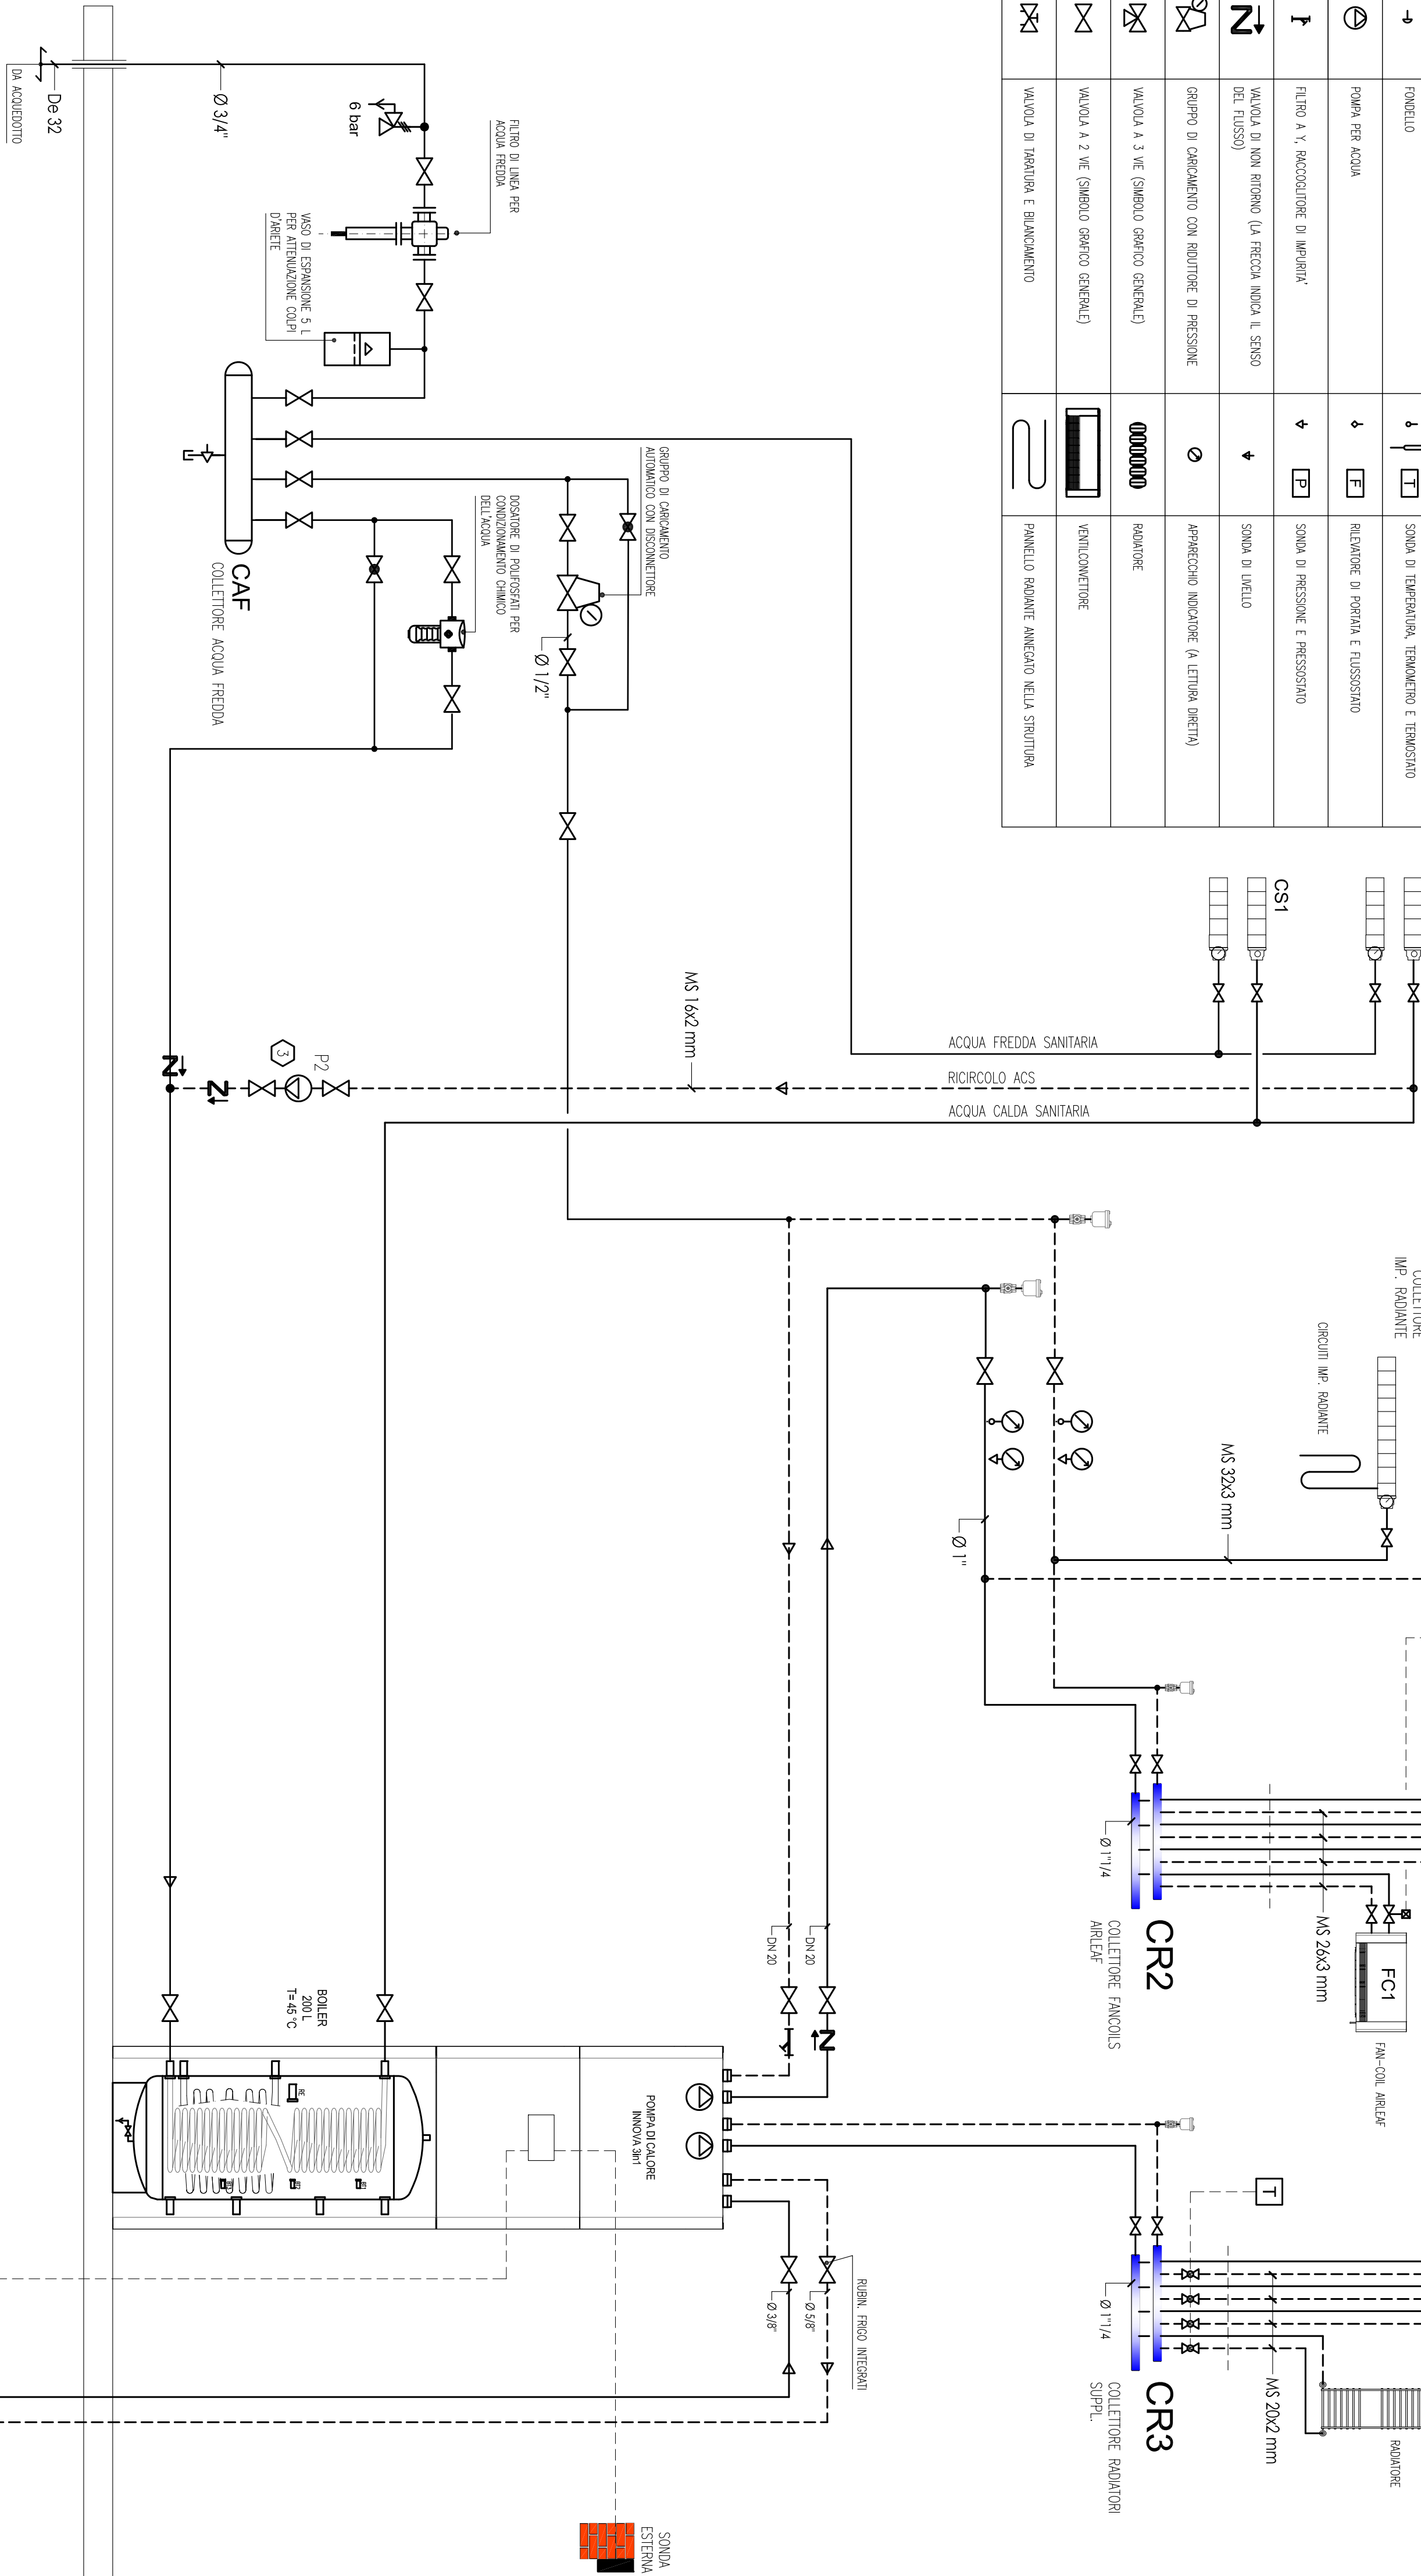 FONDELLO
POMPA PER ACQUA
FILTRO A Y, RACCOGLITORE DI IMPURITA'
VALVOLA DI NON RITORNO (LA FRECCIA INDICA IL SENSO
DEL FLUSSO)
GRUPPO DI CARICAMENTO CON RIDUTTORE DI PRESSIONE
VALVOLA A 3 VIE (SIMBOLO GRAFICO GENERALE)
VALVOLA A 2 VIE (SIMBOLO GRAFICO GENERALE)
VALVOLA DI TARATURA E BILANCIAMENTO
T
SONDA DI TEMPERATURA, TERMOMETRO E TERMOSTATO
F
RILEVATORE DI PORTATA E FLUSSOSTATO
P
SONDA DI PRESSIONE E PRESSOSTATO
SONDA DI LIVELLO
APPARECCHIO INDICATORE (A LETTURA DIRETTA)
RADIATORE
VENTILCONVETTORE
PANNELLO RADIANTE ANNEGATO NELLA STRUTTURA
DA ACQUEDOTTO
De 32
Ø 3/4"
6 bar
FILTRO DI LINEA PER
ACQUA FREDDA
VASO DI ESPANSIONE 5 L
PER ATTENUAZIONE COLPI
D'ARIETE
GRUPPO DI CARICAMENTO
AUTOMATICO CON DISCONNETTORE
DOSATORE DI POLIFOSFATI PER
CONDIZIONAMENTO CHIMICO
DELL'ACQUA
Ø 1/2"
CAF
COLLETTORE ACQUA FREDDA
CS1
MS 16x2 mm
P2
3
ACQUA FREDDA SANITARIA
RICIRCOLO ACS
ACQUA CALDA SANITARIA
COLLETTORE
IMP. RADIANTE
CIRCUITI IMP. RADIANTE
MS 32x3 mm
Ø 1"
Ø 1"1/4
CR2
COLLETTORE FANCOILS
AIRLEAF
MS 26x3 mm
FC1
FAN-COIL AIRLEAF
DN 20
DN 20
BOILER
200 L
T= 45 °C
RE
POMPA DI CALORE
INNOVA 3in1
T
Ø 1"1/4
CR3
COLLETTORE RADIATORI
SUPPL.
MS 20x2 mm
RADIATORE
RUBIN. FRIGO INTEGRATI
Ø 5/8"
Ø 3/8"
SONDA
ESTERNA